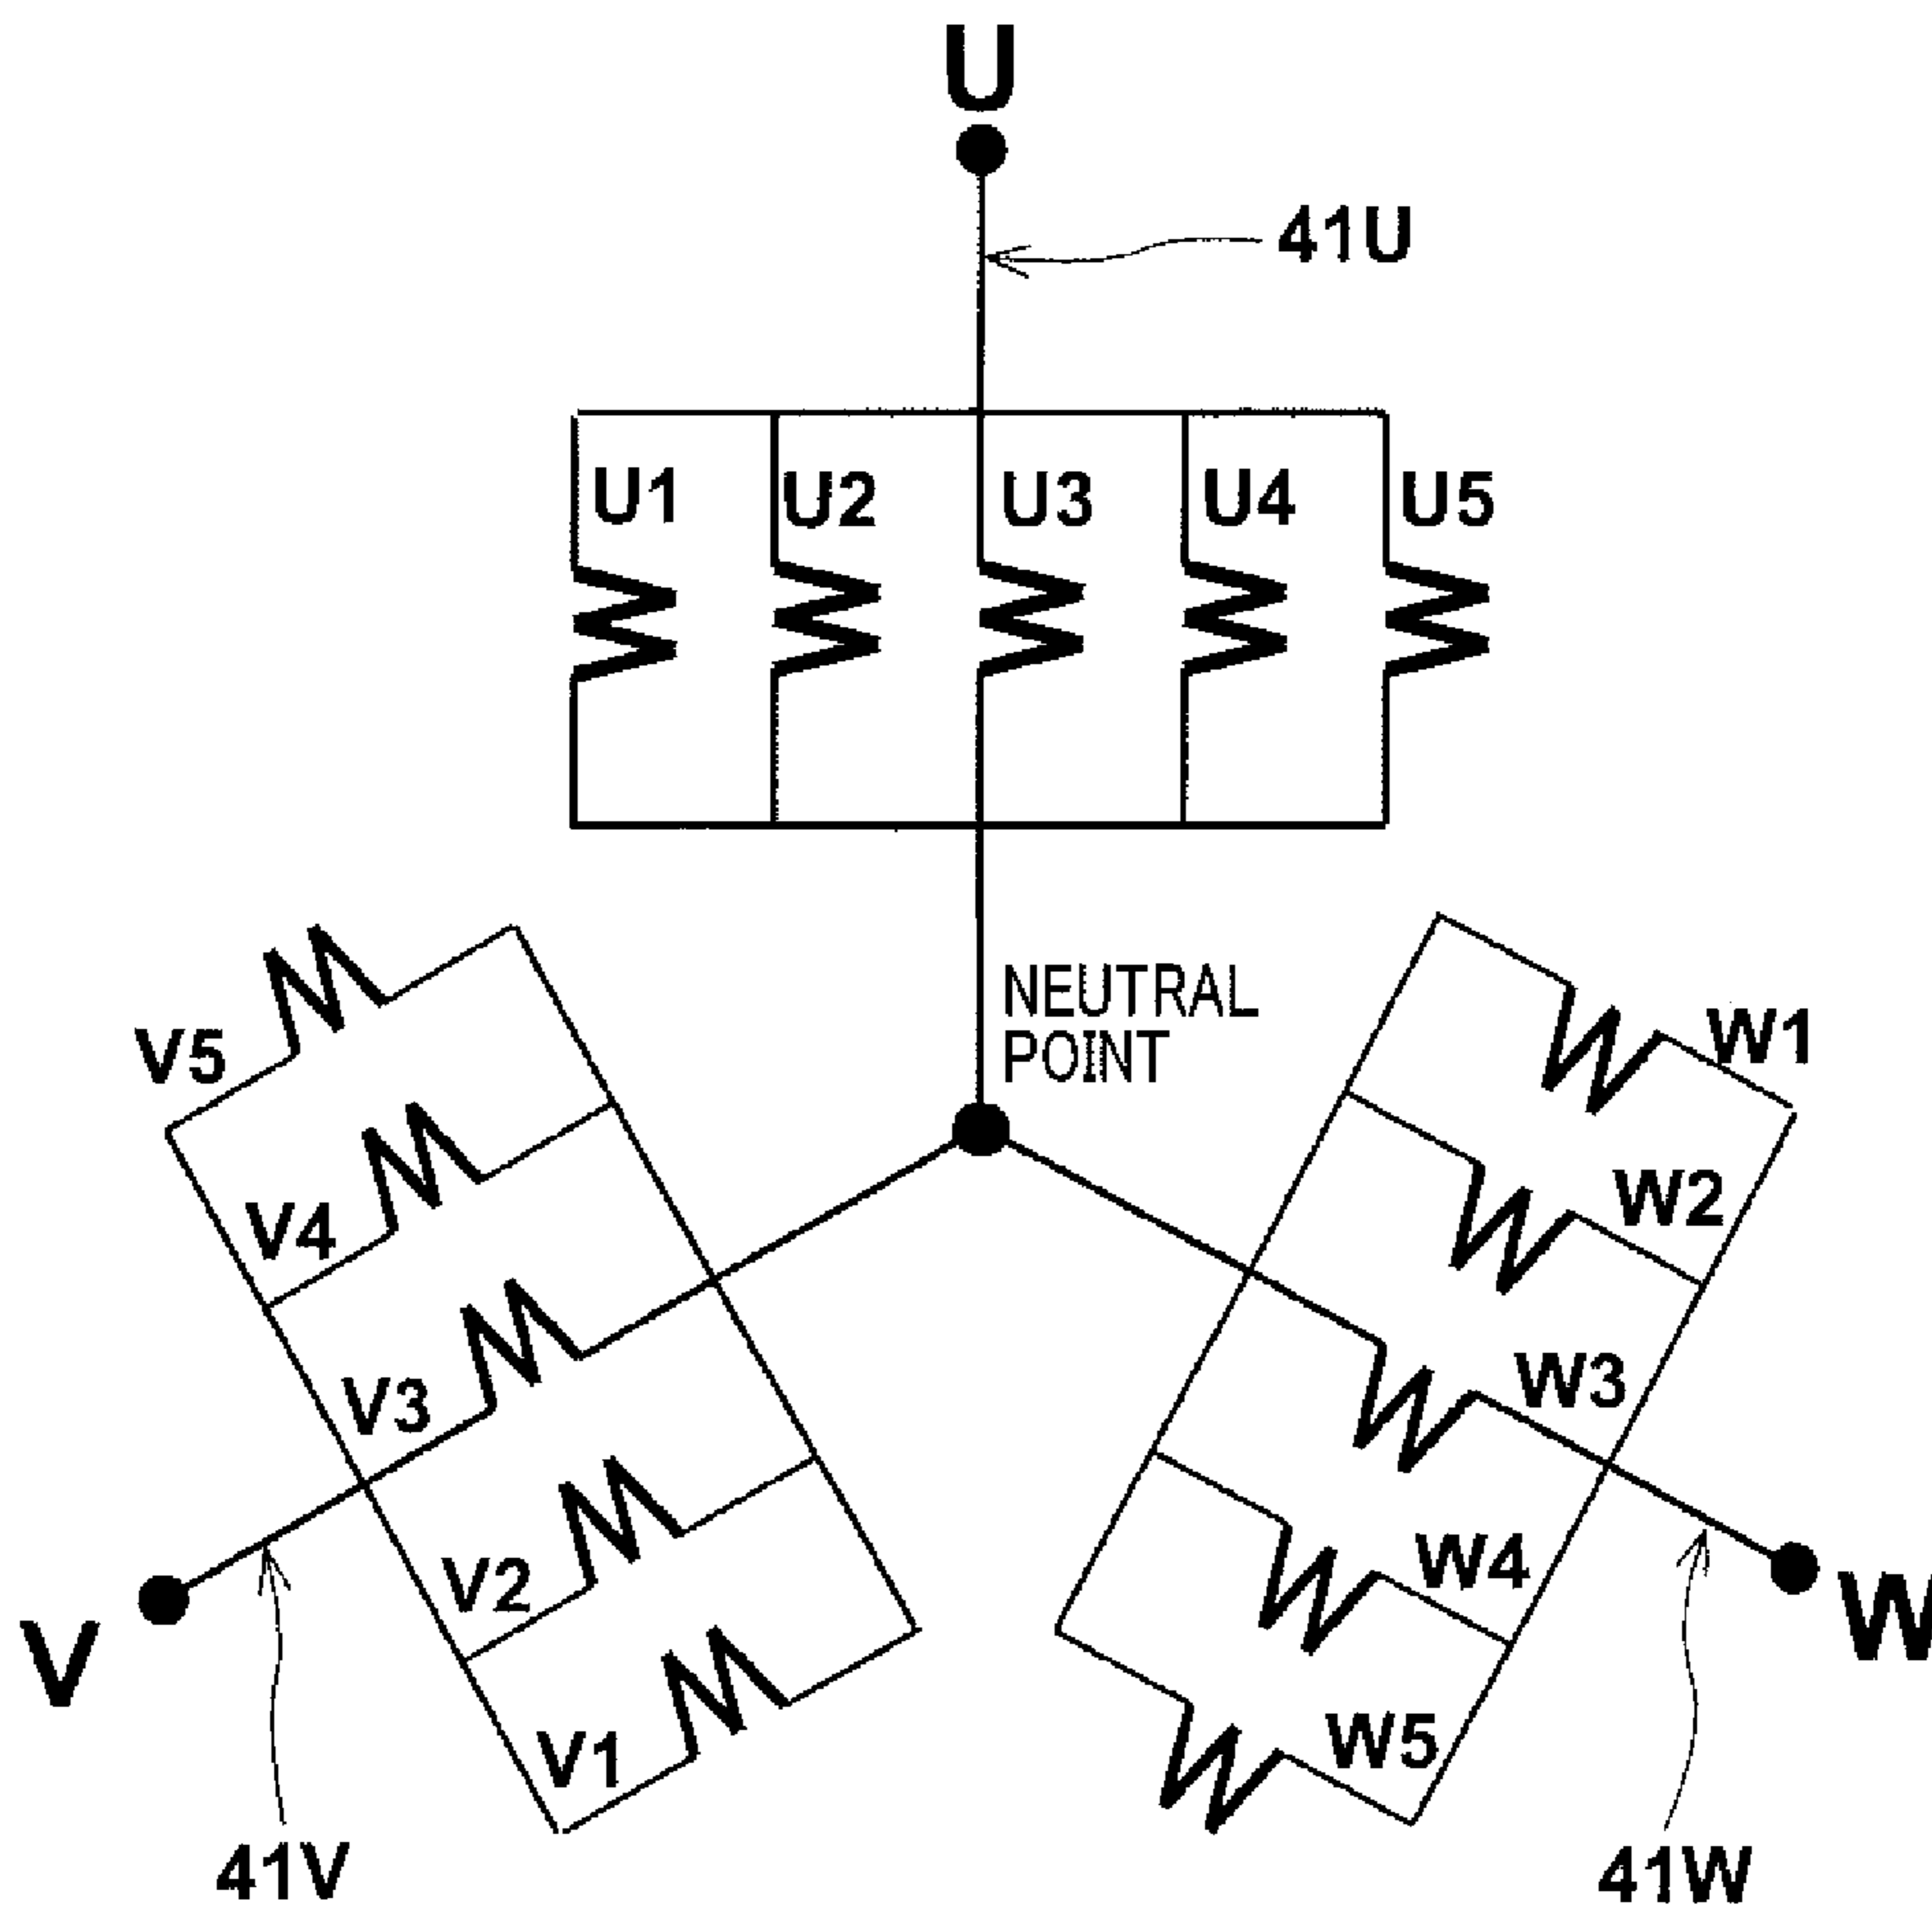 U
41U
U1 U2 U3 U4 U5
NEUTRAL
POINT
V5
V4
V3
V2
V1
W1
W2
W3
W4
W5
V
W
41V
41W